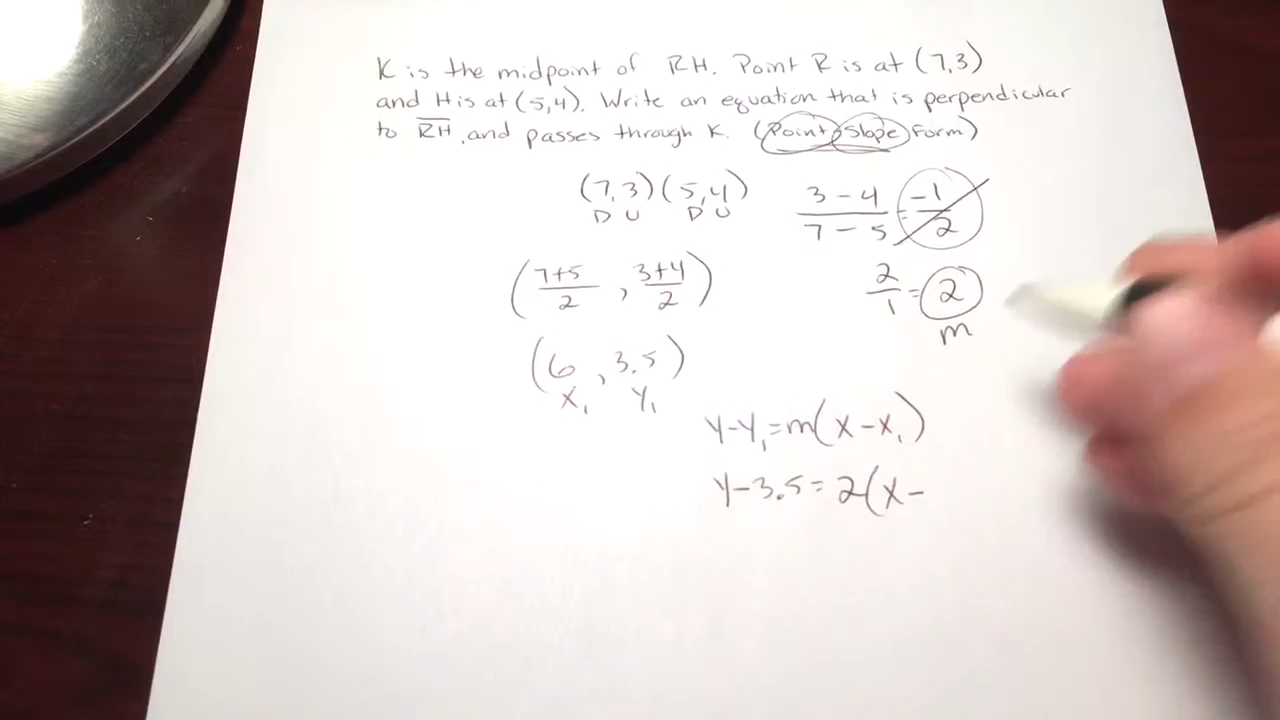 K is the midpoint of RH. Point R is at (7,3)
and H is at (5,4). Write an equation that is perpendicular
to RH, and passes through K. (Point Slope Form)
(7,3)(5,4)
D U D U
3-4 / 7-5 = -1/2
(7+5/2, 3+4/2)
2/1 = 2
m
(6, 3.5)
X₁ Y₁
y-y₁=m(x-x₁)
y-3.5=2(x-